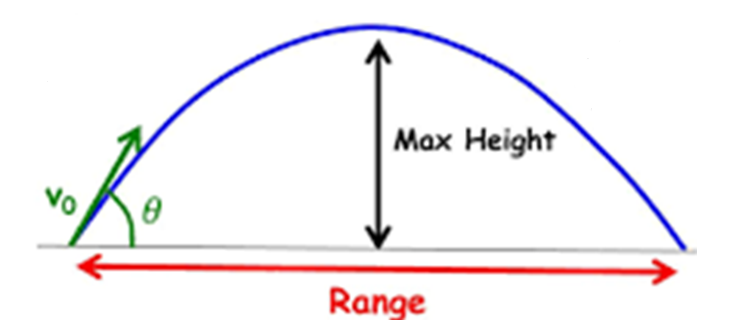 Max Height
v₀
θ
Range